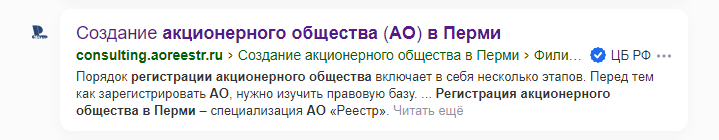 Создание акционерного общества (АО) в Перми
consulting.aoreestr.ru › Создание акционерного общества в Перми › Фили... ЦБ РФ ...
Порядок регистрации акционерного общества включает в себя несколько этапов. Перед тем
как зарегистрировать АО, нужно изучить правовую базу. ... Регистрация акционерного
общества в Перми – специализация АО «Реестр». Читать ещё